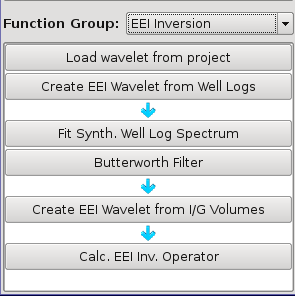 Function Group: EEI Inversion
Load wavelet from project
Create EEI Wavelet from Well Logs
Fit Synth. Well Log Spectrum
Butterworth Filter
Create EEI Wavelet from I/G Volumes
Calc. EEI Inv. Operator